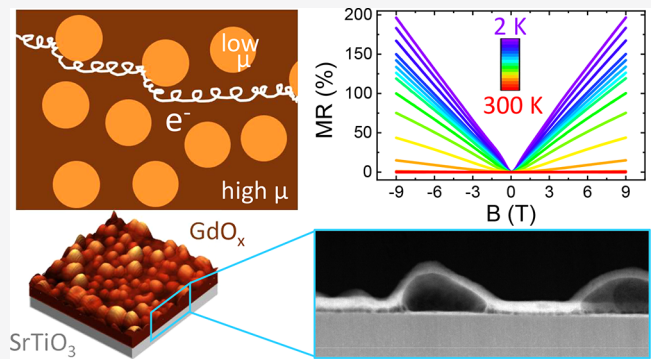 low
μ
e-
high μ
200
150
100
50
0
MR (%)
2 K
300 K
-9
-6
-3
0
3
6
9
B (T)
GdOx
SrTiO3